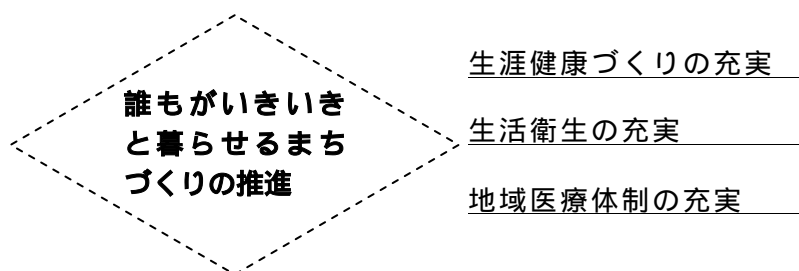 誰もがいきいき
と暮らせるまち
づくりの推進
生涯健康づくりの充実
生活衛生の充実
地域医療体制の充実